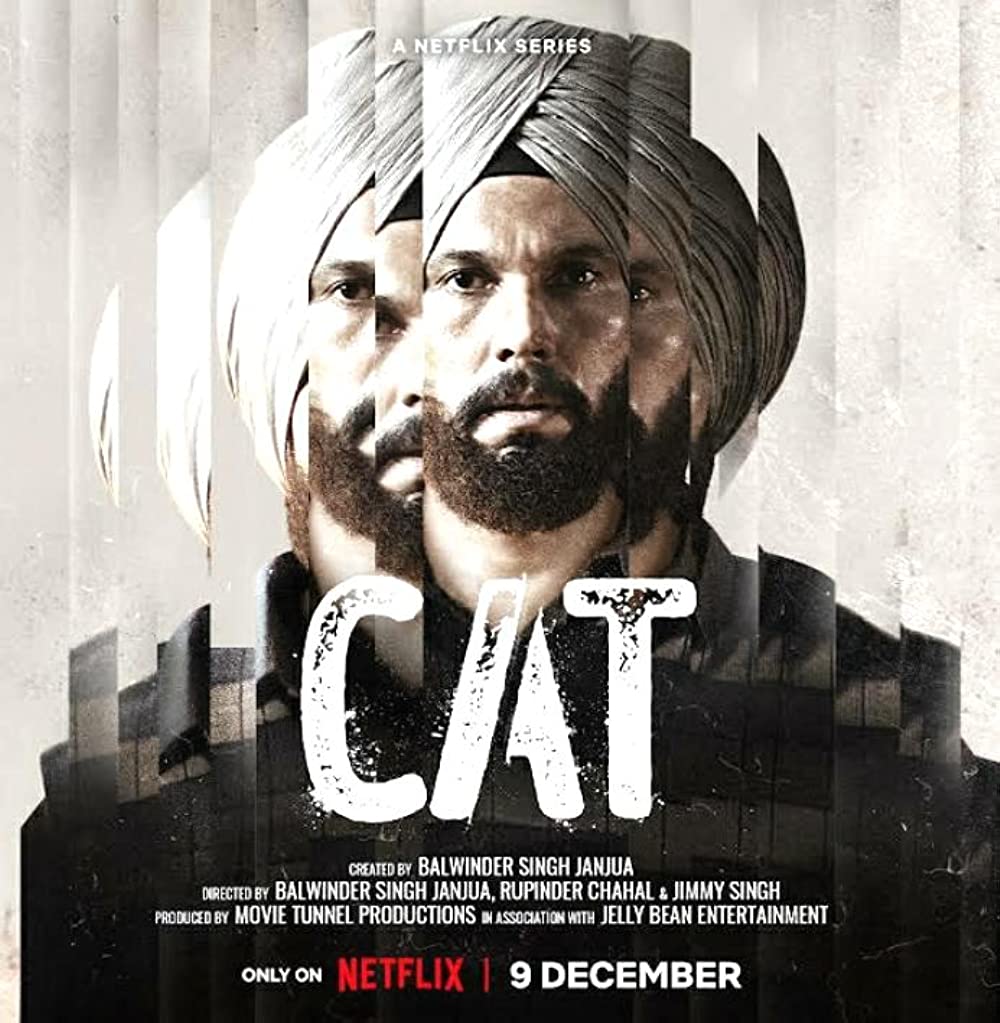 A NETFLIX SERIES
CAT
CREATED BY BALWINDER SINGH JANJUA
DIRECTED BY BALWINDER SINGH JANJUA, RUPINDER CHAHAL & JIMMY SINGH
PRODUCED BY MOVIE TUNNEL PRODUCTIONS IN ASSOCIATION WITH JELLY BEAN ENTERTAINMENT
ONLY ON NETFLIX | 9 DECEMBER